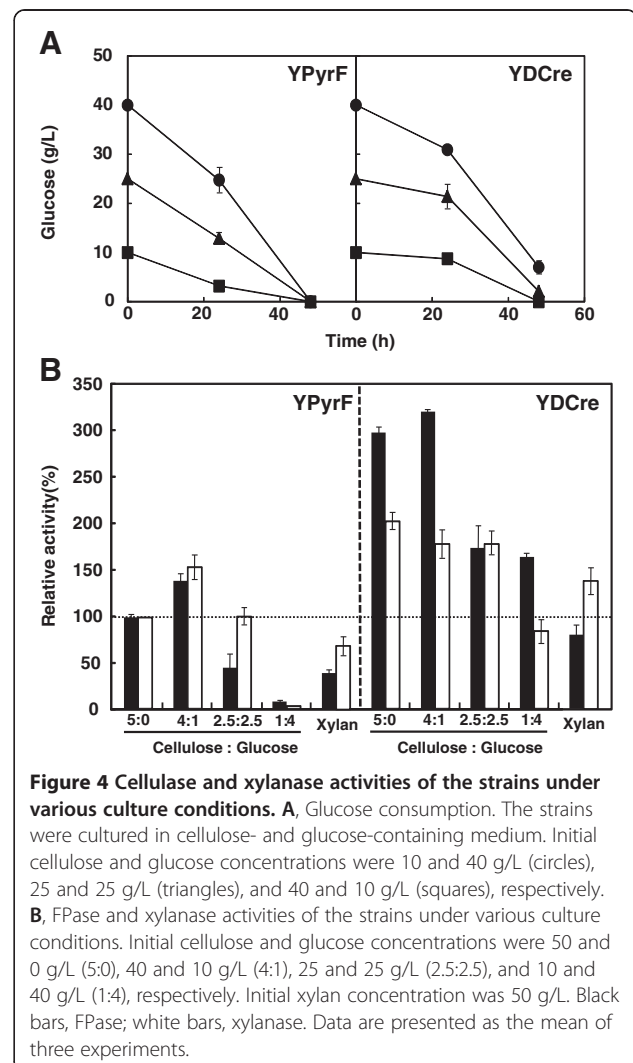 A
YPyrF YDCre
50
40
30
20
10
0
Glucose (g/L)
0 20 40 0 20 40 60
Time (h)
B
YPyrF YDCre
350
300
250
200
150
100
50
0
Relative activity(%)
5:0 4:1 2.5:2.5 1:4 Xylan 5:0 4:1 2.5:2.5 1:4 Xylan
Cellulose : Glucose Cellulose : Glucose
Figure 4 Cellulase and xylanase activities of the strains under
various culture conditions. A, Glucose consumption. The strains
were cultured in cellulose- and glucose-containing medium. Initial
cellulose and glucose concentrations were 10 and 40 g/L (circles),
25 and 25 g/L (triangles), and 40 and 10 g/L (squares), respectively.
B, FPase and xylanase activities of the strains under various culture
conditions. Initial cellulose and glucose concentrations were 50 and
0 g/L (5:0), 40 and 10 g/L (4:1), 25 and 25 g/L (2.5:2.5), and 10 and
40 g/L (1:4), respectively. Initial xylan concentration was 50 g/L. Black
bars, FPase; white bars, xylanase. Data are presented as the mean of
three experiments.